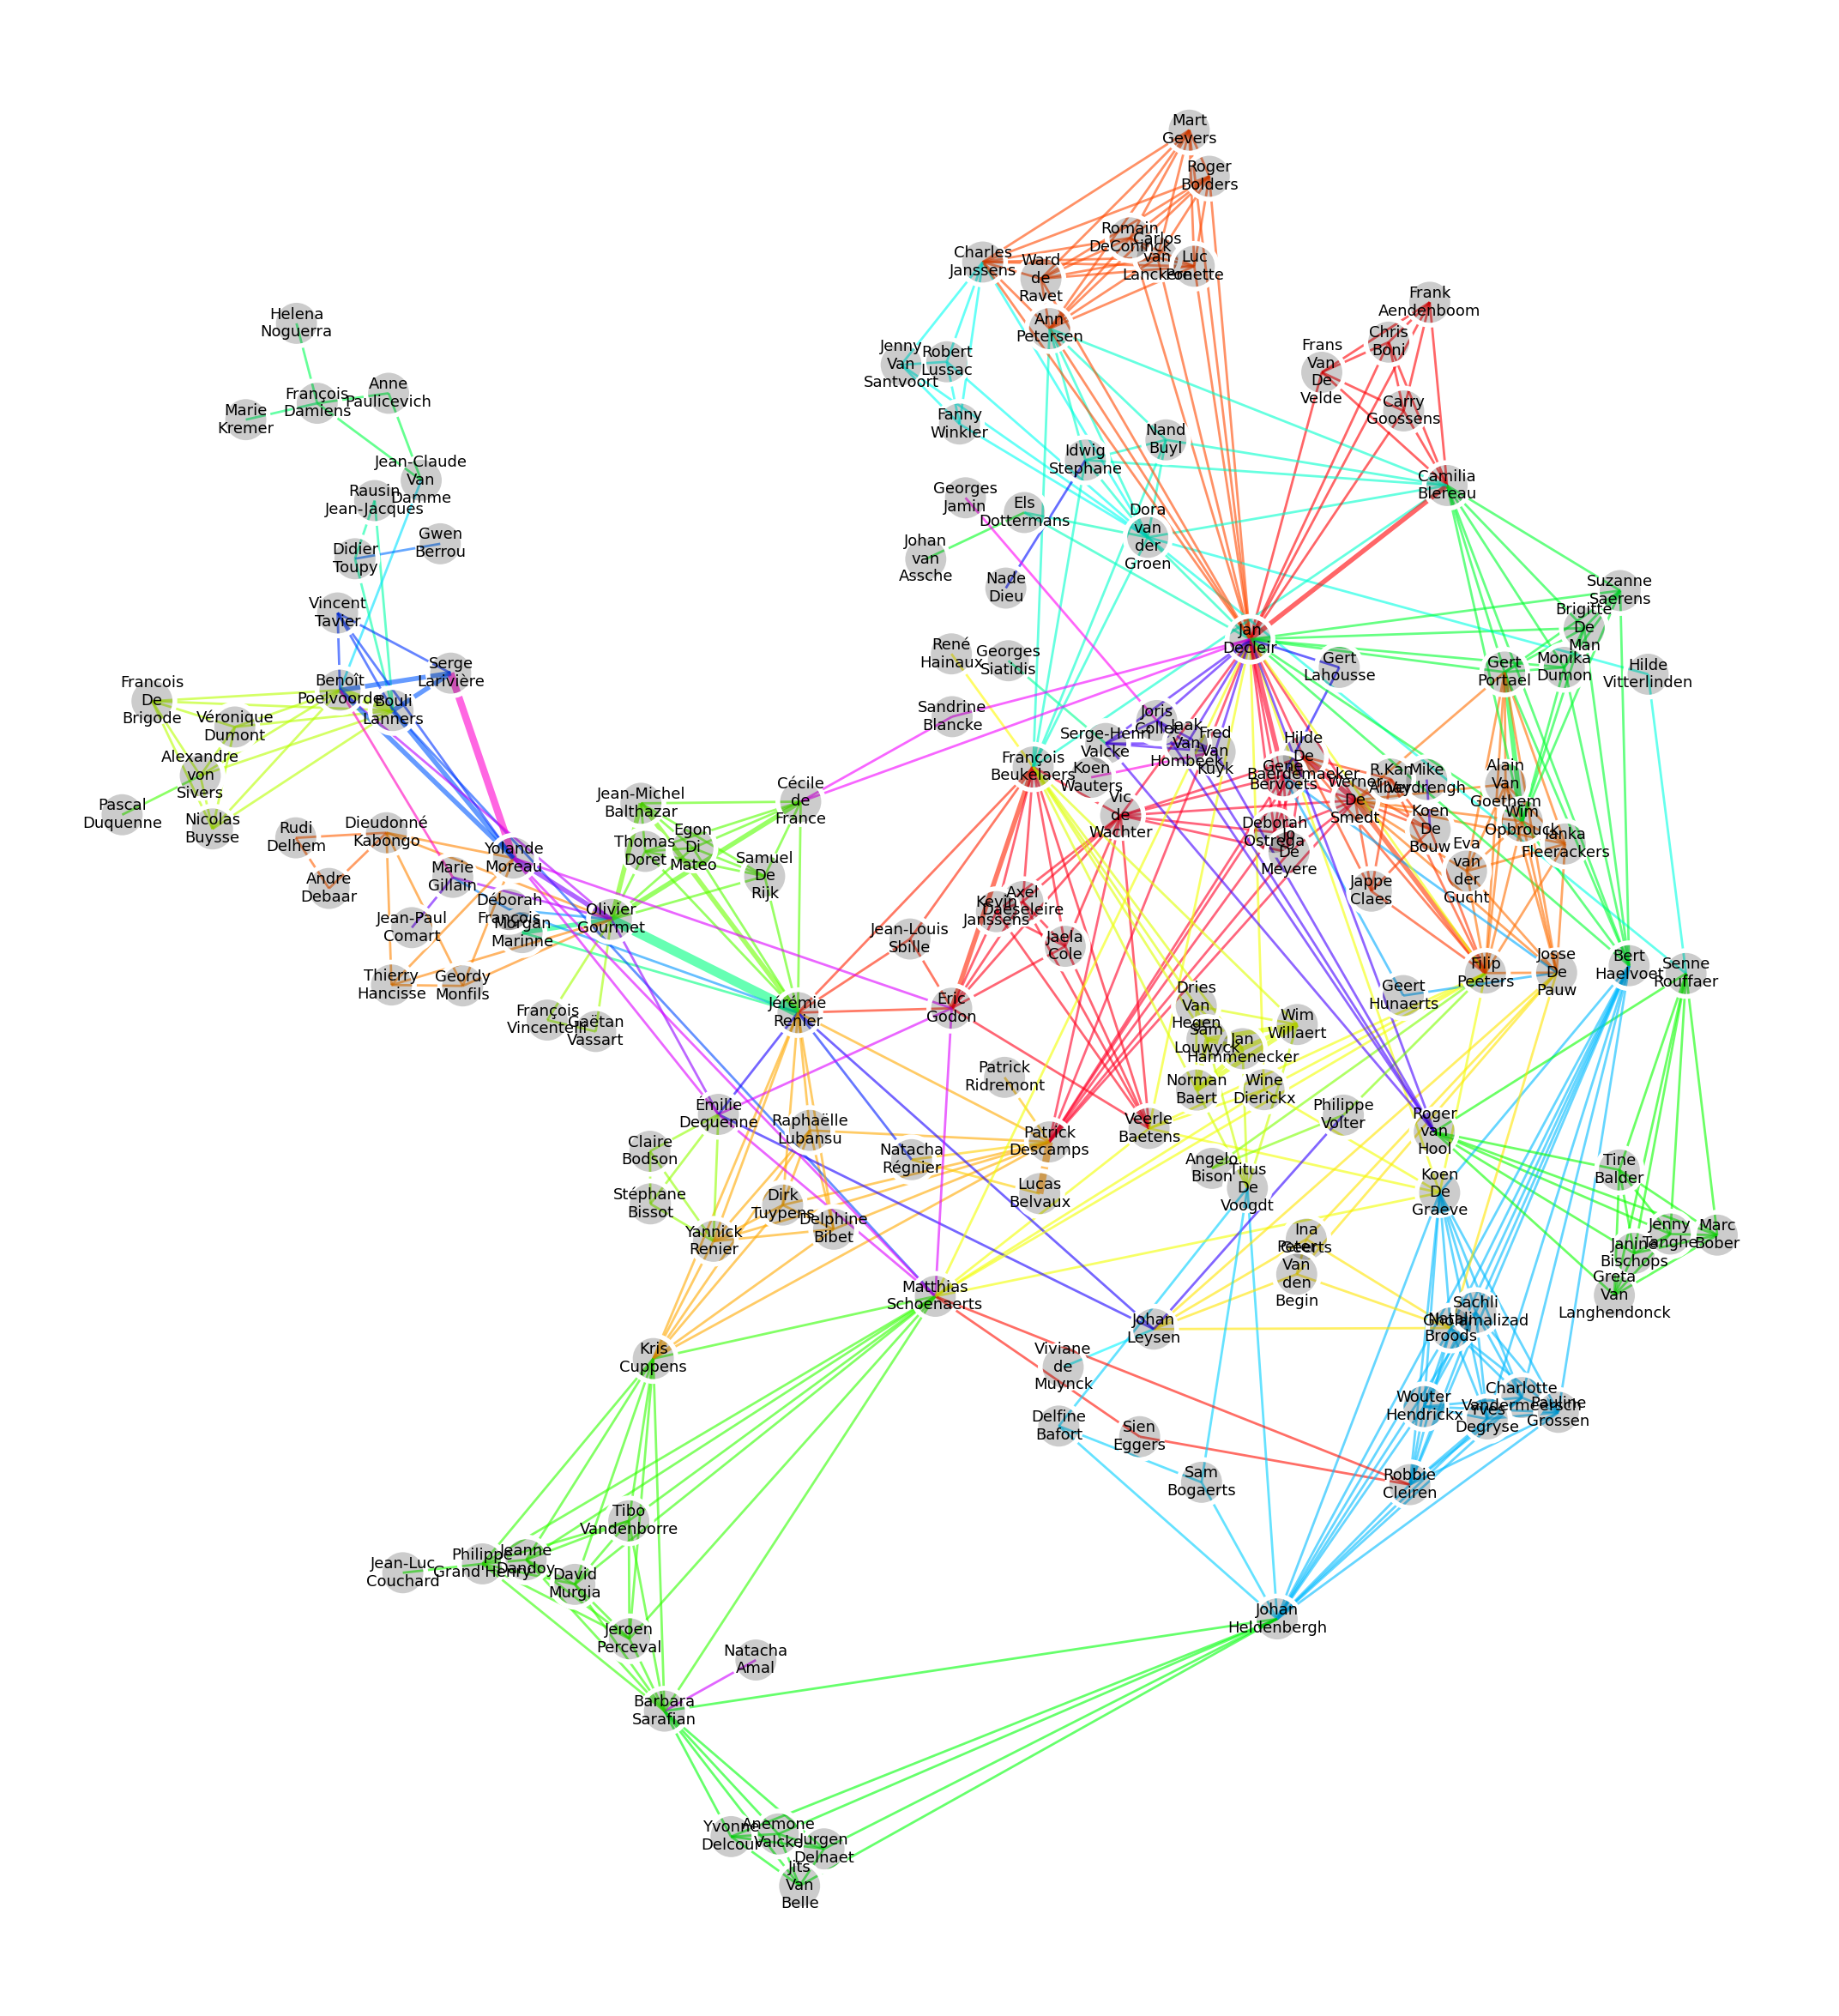 Mart
Gevers
Roger
Bolders
Romain
DeConinck
Carlos
van
Lanckere
Luc
Ponette
Charles
Janssens
Ward
de
Ravet
Ann
Petersen
Frank
Aendenboom
Chris
Boni
Frans
Van
De
Velde
Carry
Goossens
Helena
Noguerra
François
Damiens
Anne
Paulicevich
Marie
Kremer
Jenny
Van
Santvoort
Robert
Lussac
Fanny
Winkler
Nand
Buyl
Idwig
Stephane
Camilia
Blereau
Jean-Claude
Van
Damme
Rausin
Jean-Jacques
Georges
Jamin
Els
Dottermans
Dora
van
der
Groen
Gwen
Berrou
Didier
Toupy
Johan
van
Assche
Nade
Dieu
Suzanne
Saerens
Brigitte
De
Man
Vincent
Tavier
Jan
Decleir
René
Hainaux
Georges
Siatidis
Gert
Lahousse
Gert
Portael
Monika
Dumon
Hilde
Vitterlinden
Serge
Larivière
Benoît
Poelvoorde
Bouli
Lanners
Francois
De
Brigode
Véronique
Dumont
Sandrine
Blancke
Joris
Collet
Serge-Henri
Valcke
Jaak
Van
Hombeek
Fred
Van
Kuyk
Hilde
De
Baerdemaeker
Alexandre
von
Sivers
François
Beukelaers
Koen
Wauters
Gene
Bervoets
R.Kan
Albay
Mike
Verdrengh
Alain
Van
Goethem
Pascal
Duquenne
Nicolas
Buysse
Jean-Michel
Balthazar
Cécile
de
France
Vic
de
Wachter
Werner
De
Smedt
Wim
Opbrouck
Rudi
Delhem
Dieudonné
Kabongo
Thomas
Doret
Egon
Di
Mateo
Deborah
Ostrega
Jo
De
Meyere
Koen
De
Bouw
Eva
van
der
Gucht
Fleerackers
Yolande
Moreau
Samuel
De
Rijk
Andre
Debaar
Marie
Gillain
Jappe
Claes
Déborah
François
Olivier
Gourmet
Jean-Paul
Comart
Morgan
Marinne
Kevin
Janssens
Axel
Daeseleire
Jean-Louis
Sbille
Jaela
Cole
Thierry
Hancisse
Geordy
Monfils
Filip
Peeters
Josse
De
Pauw
Bert
Haelvoet
Senne
Rouffaer
Geert
Hunaerts
François
Vincentelli
Gaëtan
Vassart
Jérémie
Renier
Éric
Godon
Dries
Van
Hegen
Wim
Willaert
Sam
Louwyck
Jan
Hammenecker
Patrick
Ridremont
Norman
Baert
Wine
Dierickx
Émilie
Dequenne
Philippe
Volter
Raphaëlle
Lubansu
Veerle
Baetens
Roger
van
Hool
Claire
Bodson
Natacha
Régnier
Patrick
Descamps
Angelo
Bison
Titus
De
Voogdt
Tine
Balder
Stéphane
Bissot
Dirk
Tuypens
Lucas
Belvaux
Koen
De
Graeve
Yannick
Renier
Delphine
Bibet
Ina
Geerts
Peter
Van
den
Begin
Jenny
Tanghe
Marc
Bober
Janine
Bischops
Greta
Van
Langhendonck
Matthias
Schoenaerts
Johan
Leysen
Sachli
Gholamalizad
Natali
Broods
Kris
Cuppens
Viviane
de
Muynck
Wouter
Hendrickx
Charlotte
Vandermeersch
Yves
Degryse
Pauline
Grossen
Delfine
Bafort
Sien
Eggers
Sam
Bogaerts
Robbie
Cleiren
Tibo
Vandenborre
Jean-Luc
Couchard
Philippe
Grand'Henry
Jeanne
Dandoy
David
Murgia
Jeroen
Perceval
Johan
Heldenbergh
Natacha
Amal
Barbara
Sarafian
Yvonne
Delcour
Anemone
Valcke
Jurgen
Delnaet
Jits
Van
Belle